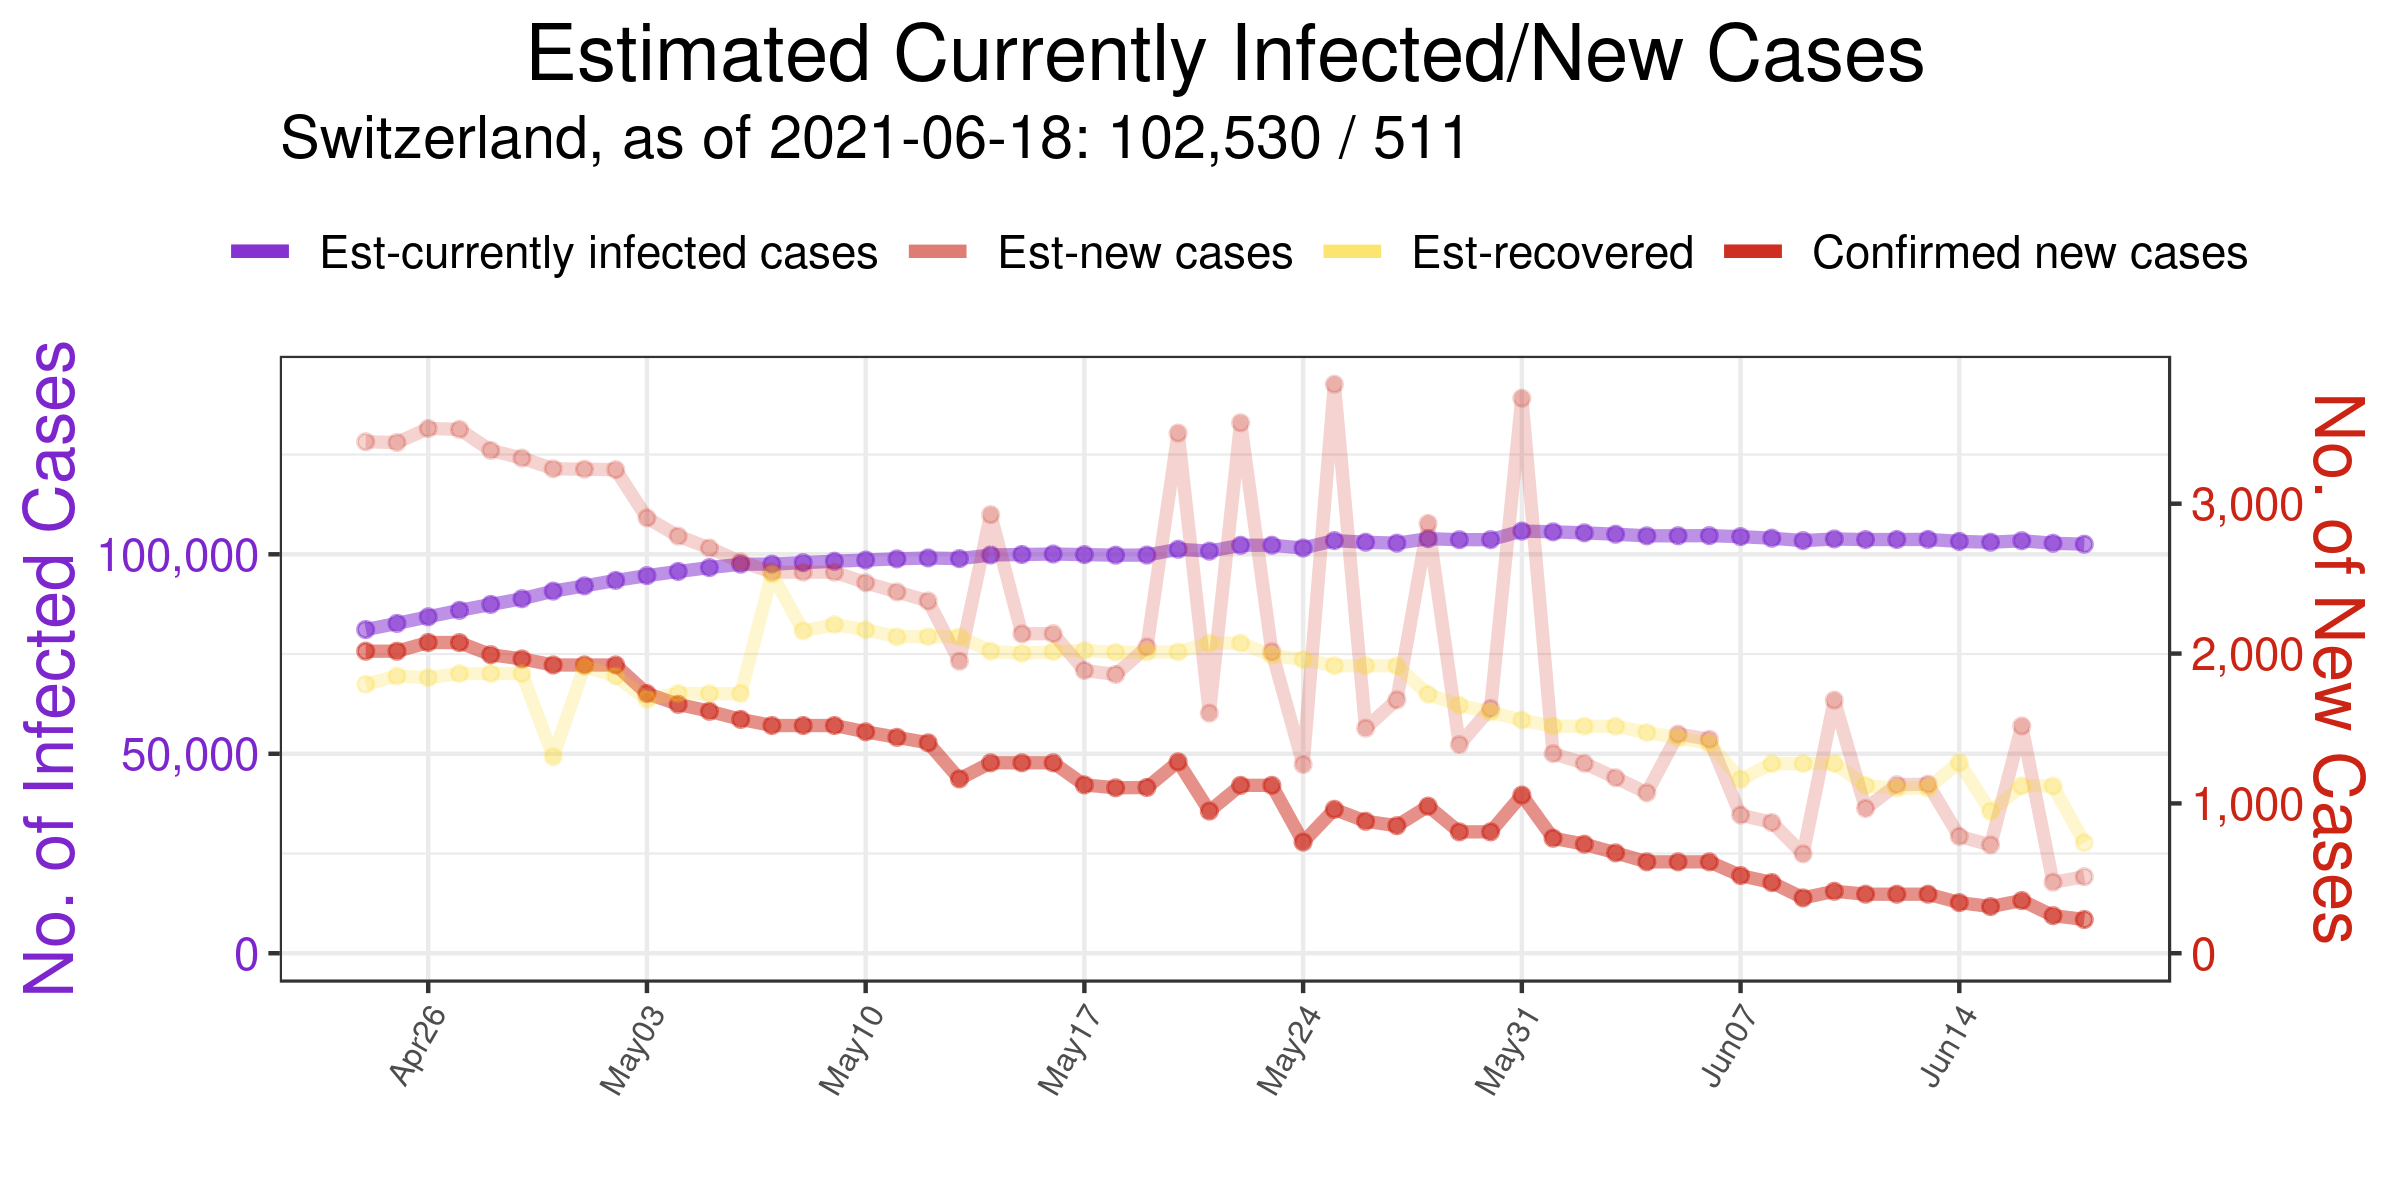 Estimated Currently Infected/New Cases
Switzerland, as of 2021-06-18: 102,530 / 511
Est-currently infected cases Est-new cases Est-recovered Confirmed new cases
No. of Infected Cases
100,000
50,000
0
3,000
2,000
1,000
0
No. of New Cases
Apr26 May03 May10 May17 May24 May31 Jun07 Jun14